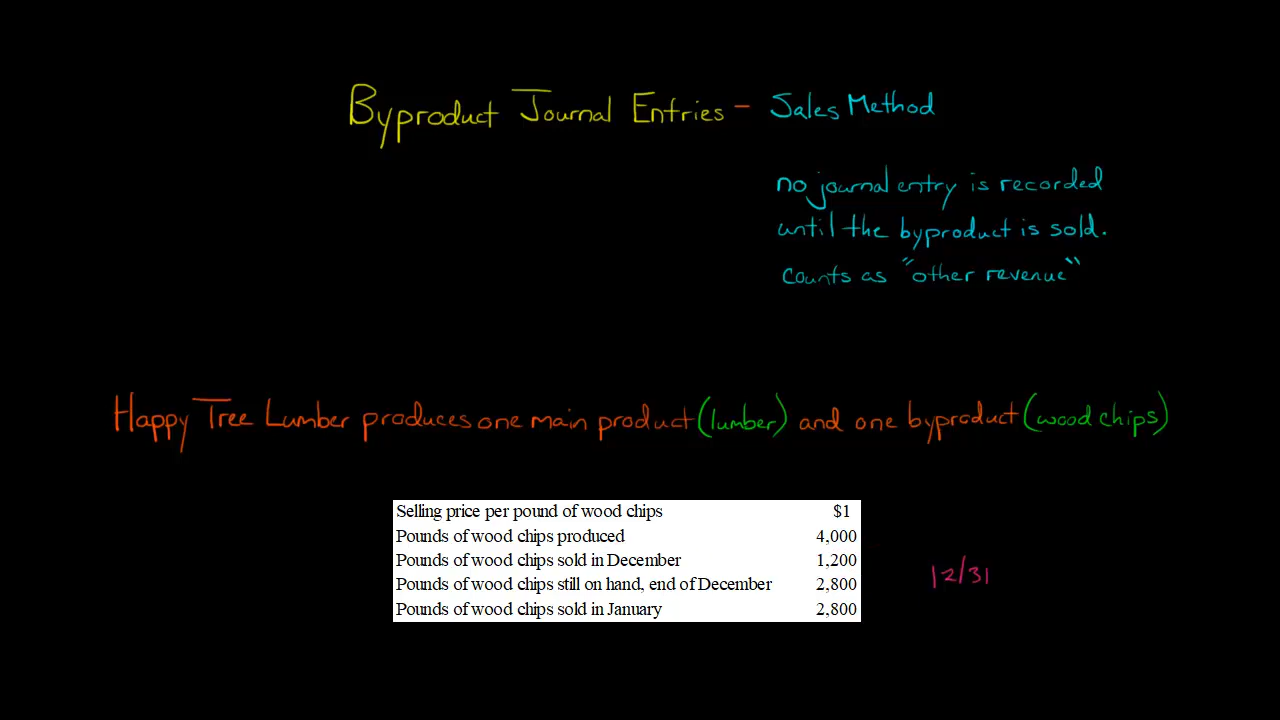 Byproduct Journal Entries - Sales Method
no journal entry is recorded
until the byproduct is sold.
Counts as "other revenue"
Happy Tree Lumber produces one main product (lumber) and one byproduct (wood chips)
Selling price per pound of wood chips $1
Pounds of wood chips produced 4,000
Pounds of wood chips sold in December 1,200
Pounds of wood chips still on hand, end of December 2,800
Pounds of wood chips sold in January 2,800
12/31